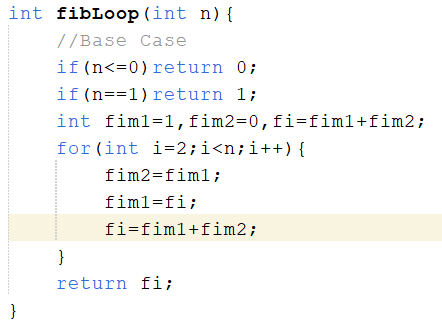 int fibLoop(int n){
    //Base Case
    if(n<=0)return 0;
    if(n==1)return 1;
    int fim1=1,fim2=0,fi=fim1+fim2;
    for(int i=2;i<n;i++){
        fim2=fim1;
        fim1=fi;
        fi=fim1+fim2;
    }
    return fi;
}